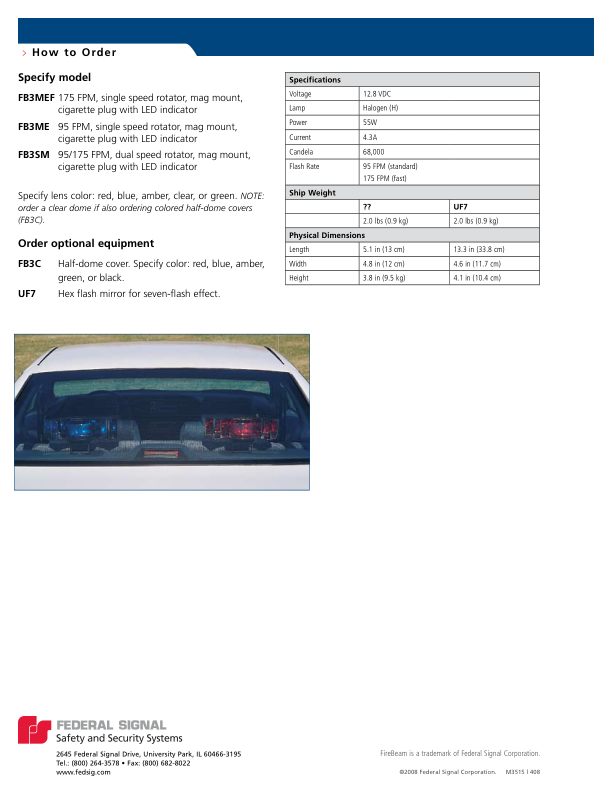 > How to Order
Specify model
FB3MEF 175 FPM, single speed rotator, mag mount,
cigarette plug with LED indicator
FB3ME 95 FPM, single speed rotator, mag mount,
cigarette plug with LED indicator
FB3SM 95/175 FPM, dual speed rotator, mag mount,
cigarette plug with LED indicator
Specify lens color: red, blue, amber, clear, or green. NOTE:
order a clear dome if also ordering colored half-dome covers
(FB3C).
Order optional equipment
FB3C Half-dome cover. Specify color: red, blue, amber,
green, or black.
UF7 Hex flash mirror for seven-flash effect.
Specifications
Voltage 12.8 VDC
Lamp Halogen (H)
Power 55W
Current 4.3A
Candela 68,000
Flash Rate 95 FPM (standard)
175 FPM (fast)
Ship Weight
?? UF7
2.0 lbs (0.9 kg) 2.0 lbs (0.9 kg)
Physical Dimensions
Length 5.1 in (13 cm) 13.3 in (33.8 cm)
Width 4.8 in (12 cm) 4.6 in (11.7 cm)
Height 3.8 in (9.5 kg) 4.1 in (10.4 cm)
FEDERAL SIGNAL
Safety and Security Systems
2645 Federal Signal Drive, University Park, IL 60466-3195
Tel.: (800) 264-3578 • Fax: (800) 682-8022
www.fedsig.com
FireBeam is a trademark of Federal Signal Corporation.
©2008 Federal Signal Corporation. M3515 I 408